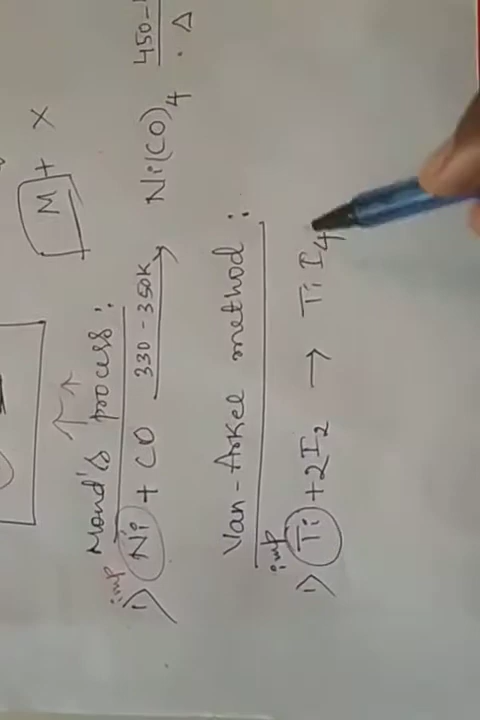 M + X
Mond's process:
imp
1) Ni + CO 330-350K → Ni(CO)4 450-
Δ
Van-Arkel method:
imp
1) Ti + 2I2 → TiI4